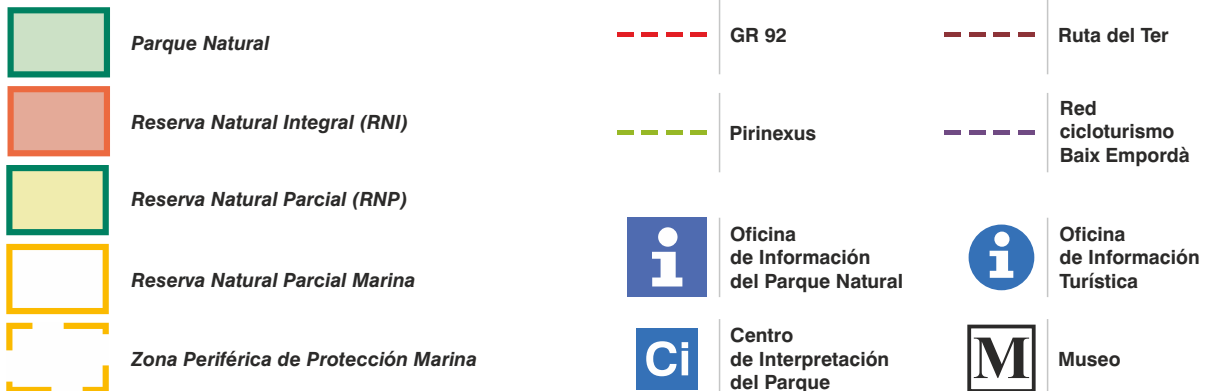 Parque Natural
Reserva Natural Integral (RNI)
Reserva Natural Parcial (RNP)
Reserva Natural Parcial Marina
Zona Periférica de Protección Marina
GR 92
Pirinexus
i
Oficina
de Información
del Parque Natural
Ci
Centro
de Interpretación
del Parque
Ruta del Ter
Red
cicloturismo
Baix Empordà
i
Oficina
de Información
Turística
M
Museo